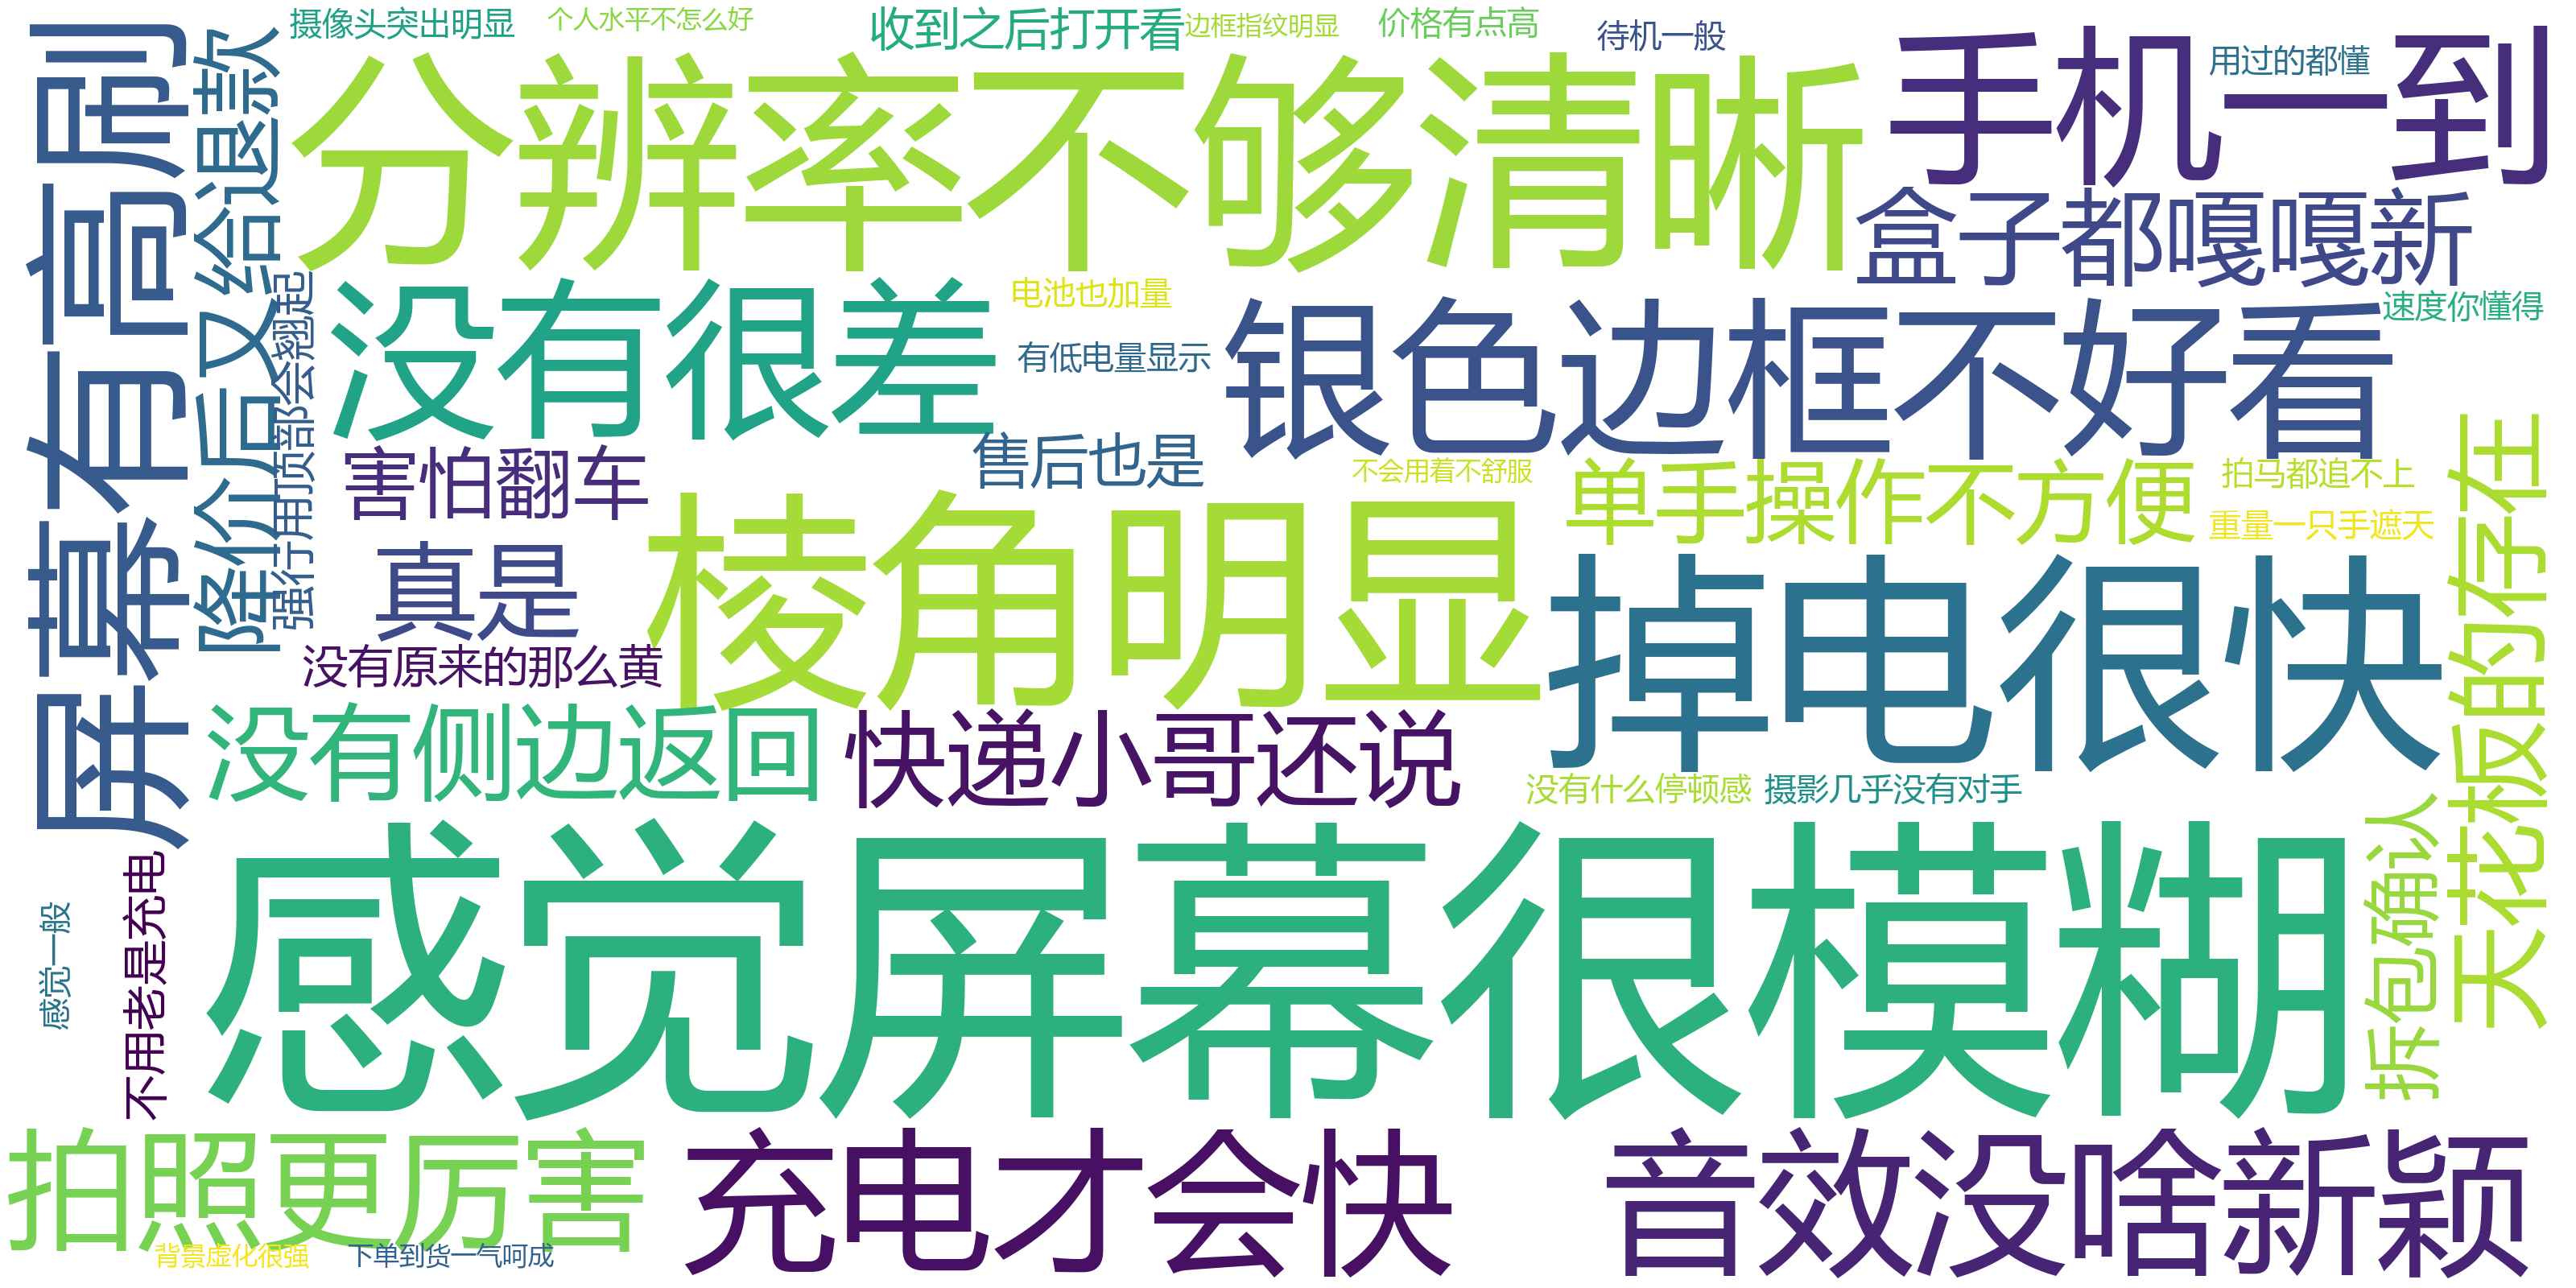 摄像头突出明显
个人水平不怎么好
收到之后打开看
边框指纹明显
价格有点高
待机一般
用过的都懂
屏幕有高刷
降价后又给退款
分辨率不够清晰
手机一到
盒子都嘎嘎新
强行用顶部会翘起
没有很差
电池也加量
有低电量显示
银色边框不好看
速度你懂得
害怕翻车
售后也是
不会用着不舒服
单手操作不方便
拍马都追不上
重量一只手遮天
天花板的存在
真是
棱角明显
掉电很快
没有原来的那么黄
没有侧边返回
快递小哥还说
没有什么停顿感
摄影几乎没有对手
拆包确认
感觉一般
不用老是充电
感觉屏幕很模糊
拍照更厉害
充电才会快
音效没啥新颖
背景虚化很强
下单到货一气呵成